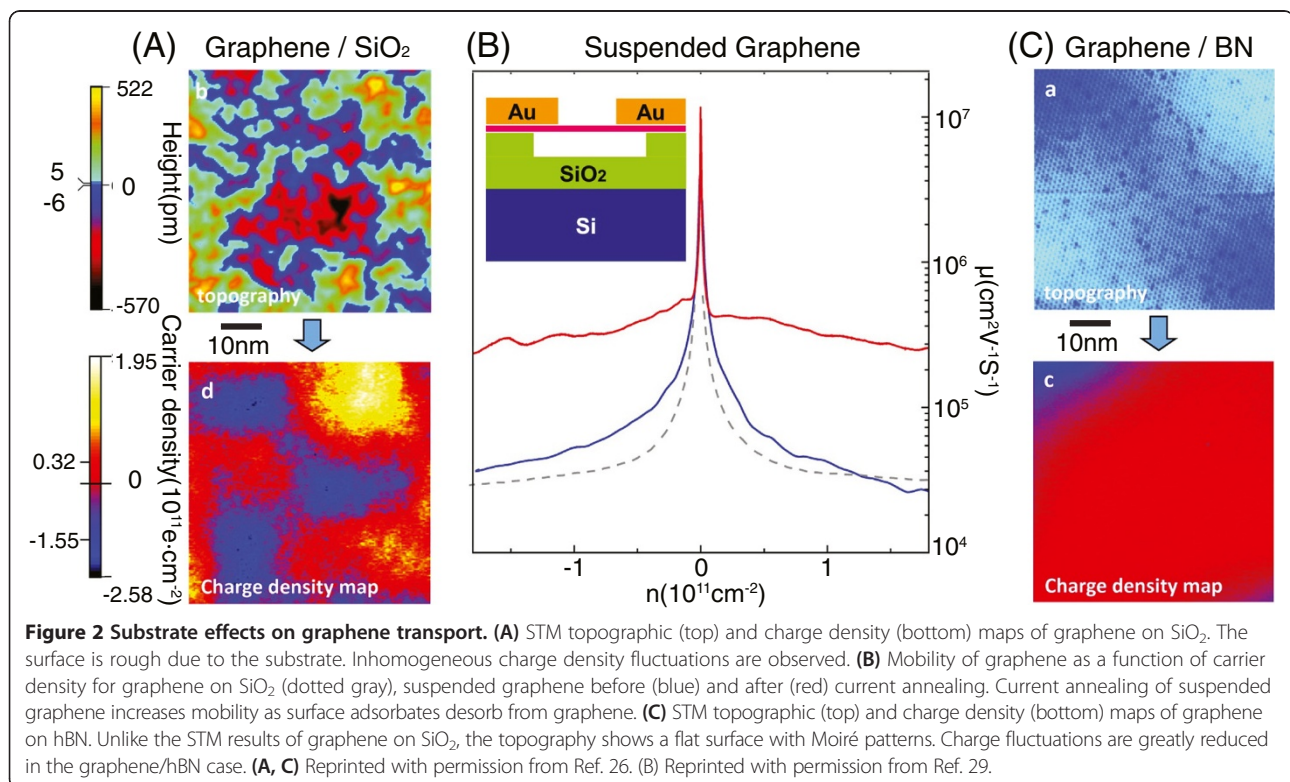 (A) Graphene / SiO₂
522
5
0
-6
-570
Height(pm)
b
topography
10nm
1.95
0.32
0
-1.55
-2.58
Carrier density(10¹¹e·cm⁻²)
d
Charge density map
(B) Suspended Graphene
Au Au
SiO₂
Si
10⁷
10⁶
10⁵
10⁴
μ(cm²V⁻¹S⁻¹)
-1 0 1
n(10¹¹cm⁻²)
(C) Graphene / BN
a
topography
10nm
c
Charge density map
Figure 2 Substrate effects on graphene transport. (A) STM topographic (top) and charge density (bottom) maps of graphene on SiO₂. The
surface is rough due to the substrate. Inhomogeneous charge density fluctuations are observed. (B) Mobility of graphene as a function of carrier
density for graphene on SiO₂ (dotted gray), suspended graphene before (blue) and after (red) current annealing. Current annealing of suspended
graphene increases mobility as surface adsorbates desorb from graphene. (C) STM topographic (top) and charge density (bottom) maps of graphene
on hBN. Unlike the STM results of graphene on SiO₂, the topography shows a flat surface with Moiré patterns. Charge fluctuations are greatly reduced
in the graphene/hBN case. (A, C) Reprinted with permission from Ref. 26. (B) Reprinted with permission from Ref. 29.